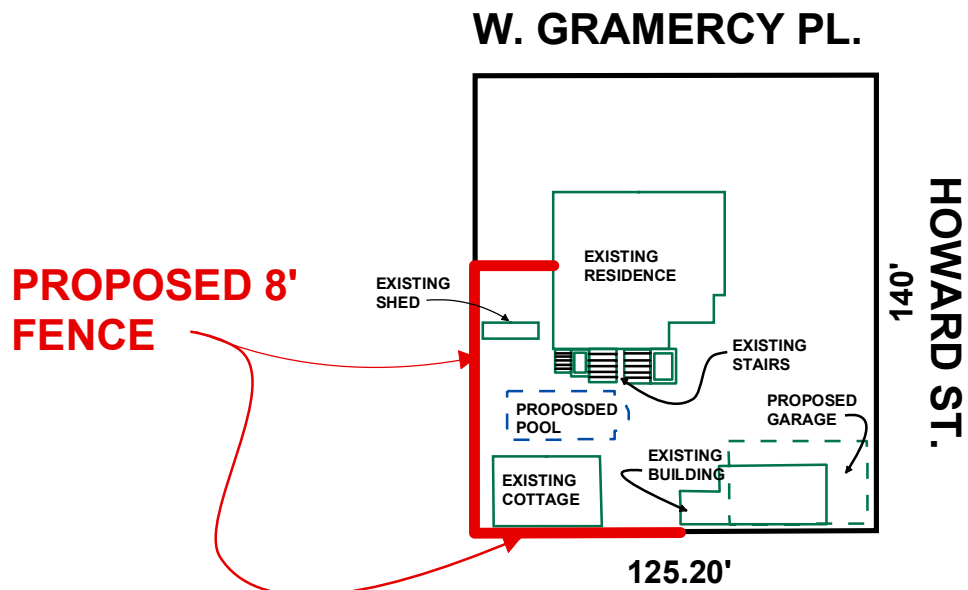 W. GRAMERCY PL.
HOWARD ST.
140'
PROPOSED 8'
FENCE
EXISTING
SHED
EXISTING
RESIDENCE
EXISTING
STAIRS
PROPOSDED
POOL
PROPOSED
GARAGE
EXISTING
BUILDING
EXISTING
COTTAGE
125.20'